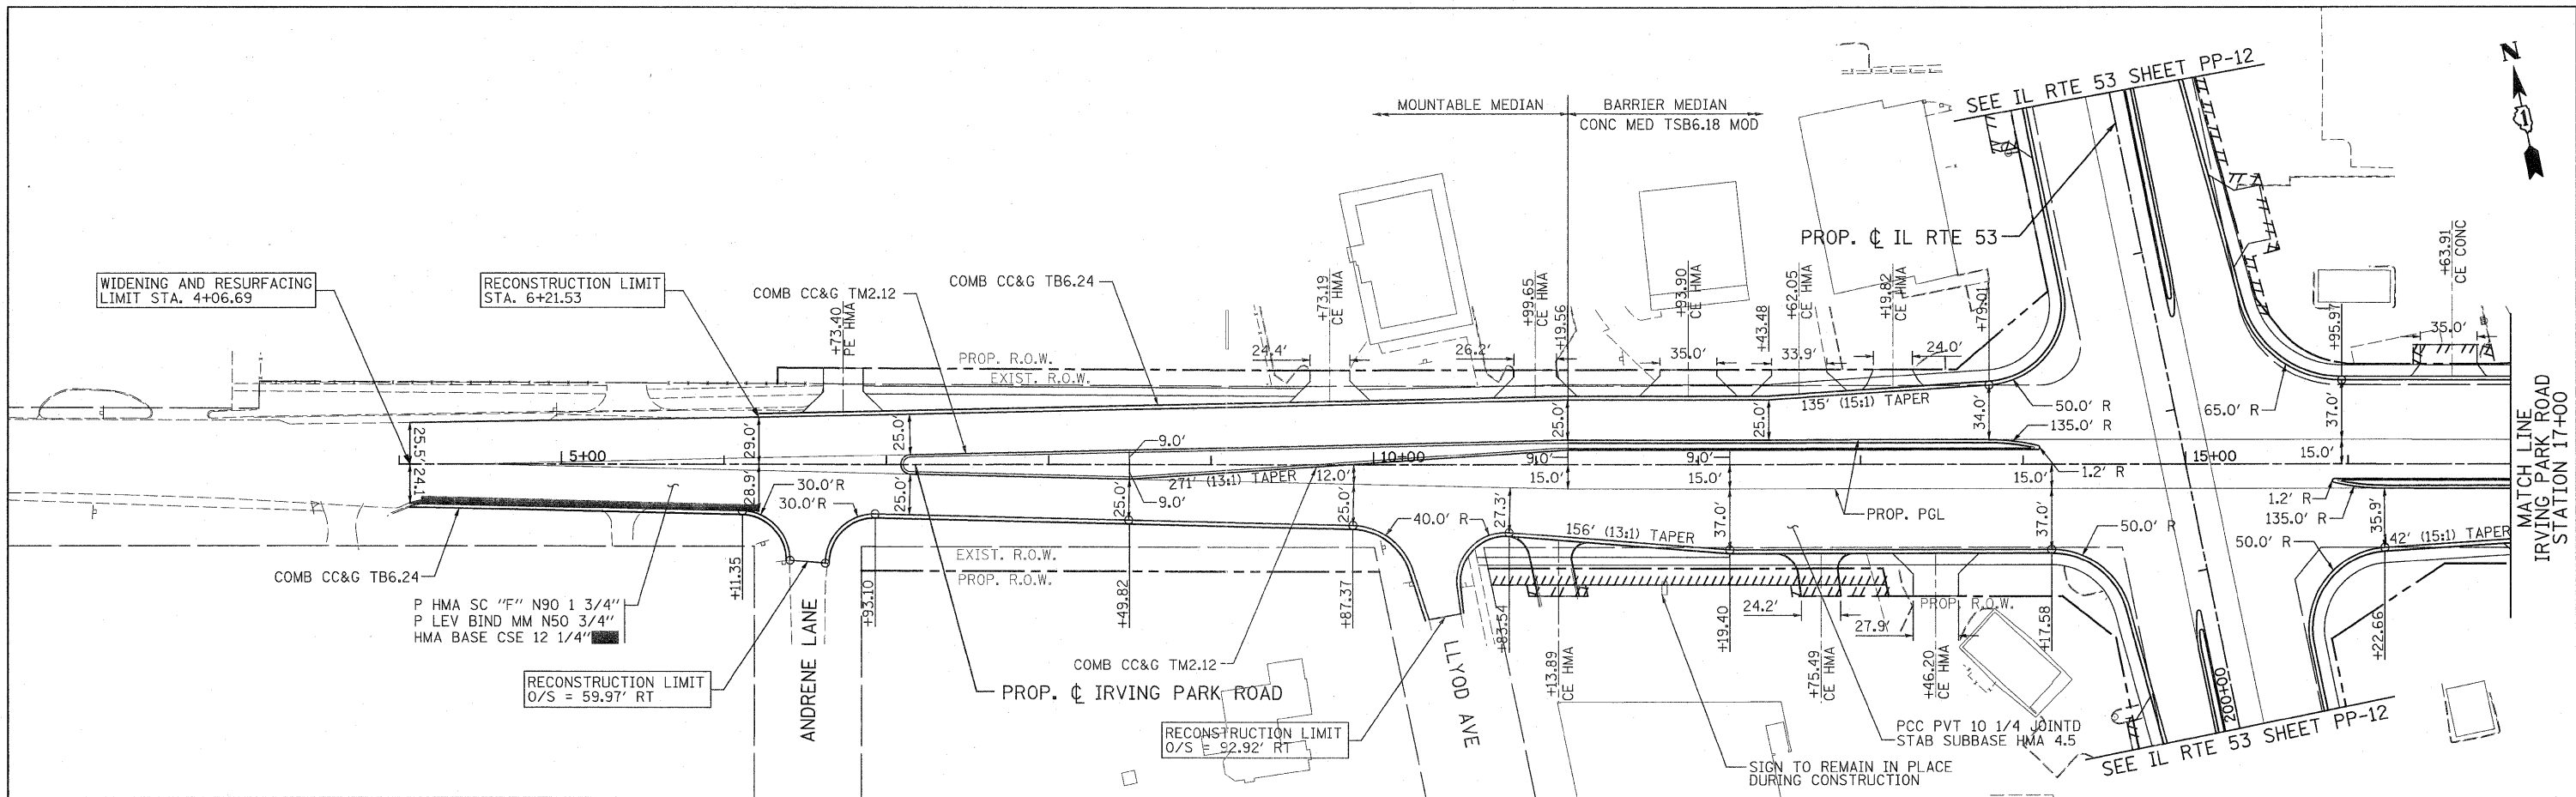 SEE IL RTE 53 SHEET PP-12
N
1
MOUNTABLE MEDIAN
BARRIER MEDIAN
CONC MED TSB6.18 MOD
PROP. ℄ IL RTE 53
WIDENING AND RESURFACING
LIMIT STA. 4+06.69
RECONSTRUCTION LIMIT
STA. 6+21.53
COMB CC&G TM2.12
COMB CC&G TB6.24
+73.40
PE HMA
+73.19
CE HMA
+99.65
CE HMA
+19.56
+93.90
CE HMA
+43.48
+62.05
CE HMA
+19.82
CE HMA
+79.01
+95.97
+63.91
CE CONC
PROP. R.O.W.
EXIST. R.O.W.
24.4'
26.2'
35.0'
33.9'
24.0'
35.0'
135' (15:1) TAPER
50.0' R
135.0' R
65.0' R
25.5'
24.1'
29.0'
28.9'
25.0'
25.0'
9.0'
9.0'
25.0'
25.0'
25.0'
34.0'
37.0'
5+00
10+00
15+00
271' (13:1) TAPER
12.0'
25.0'
9.0'
15.0'
9.0'
15.0'
15.0'
15.0'
1.2' R
1.2' R
135.0' R
30.0'R
30.0'R
40.0' R
27.3'
156' (13:1) TAPER
37.0'
37.0'
PROP. PGL
50.0' R
50.0' R
35.9'
42' (15:1) TAPER
MATCH LINE
IRVING PARK ROAD
STATION 17+00
EXIST. R.O.W.
PROP. R.O.W.
PROP. R.O.W.
COMB CC&G TB6.24
P HMA SC "F" N90 1 3/4"
P LEV BIND MM N50 3/4"
HMA BASE CSE 12 1/4"
+11.35
+93.10
+49.82
+87.37
+83.54
+13.89
CE HMA
+19.40
24.2'
+75.49
CE HMA
27.9'
+46.20
CE HMA
+17.58
+22.66
RECONSTRUCTION LIMIT
O/S = 59.97' RT
ANDRENE LANE
COMB CC&G TM2.12
PROP. ℄ IRVING PARK ROAD
RECONSTRUCTION LIMIT
O/S = 92.92' RT
LLYOD AVE
PCC PVT 10 1/4 JOINTD
STAB SUBBASE HMA 4.5
SIGN TO REMAIN IN PLACE
DURING CONSTRUCTION
200+00
SEE IL RTE 53 SHEET PP-12